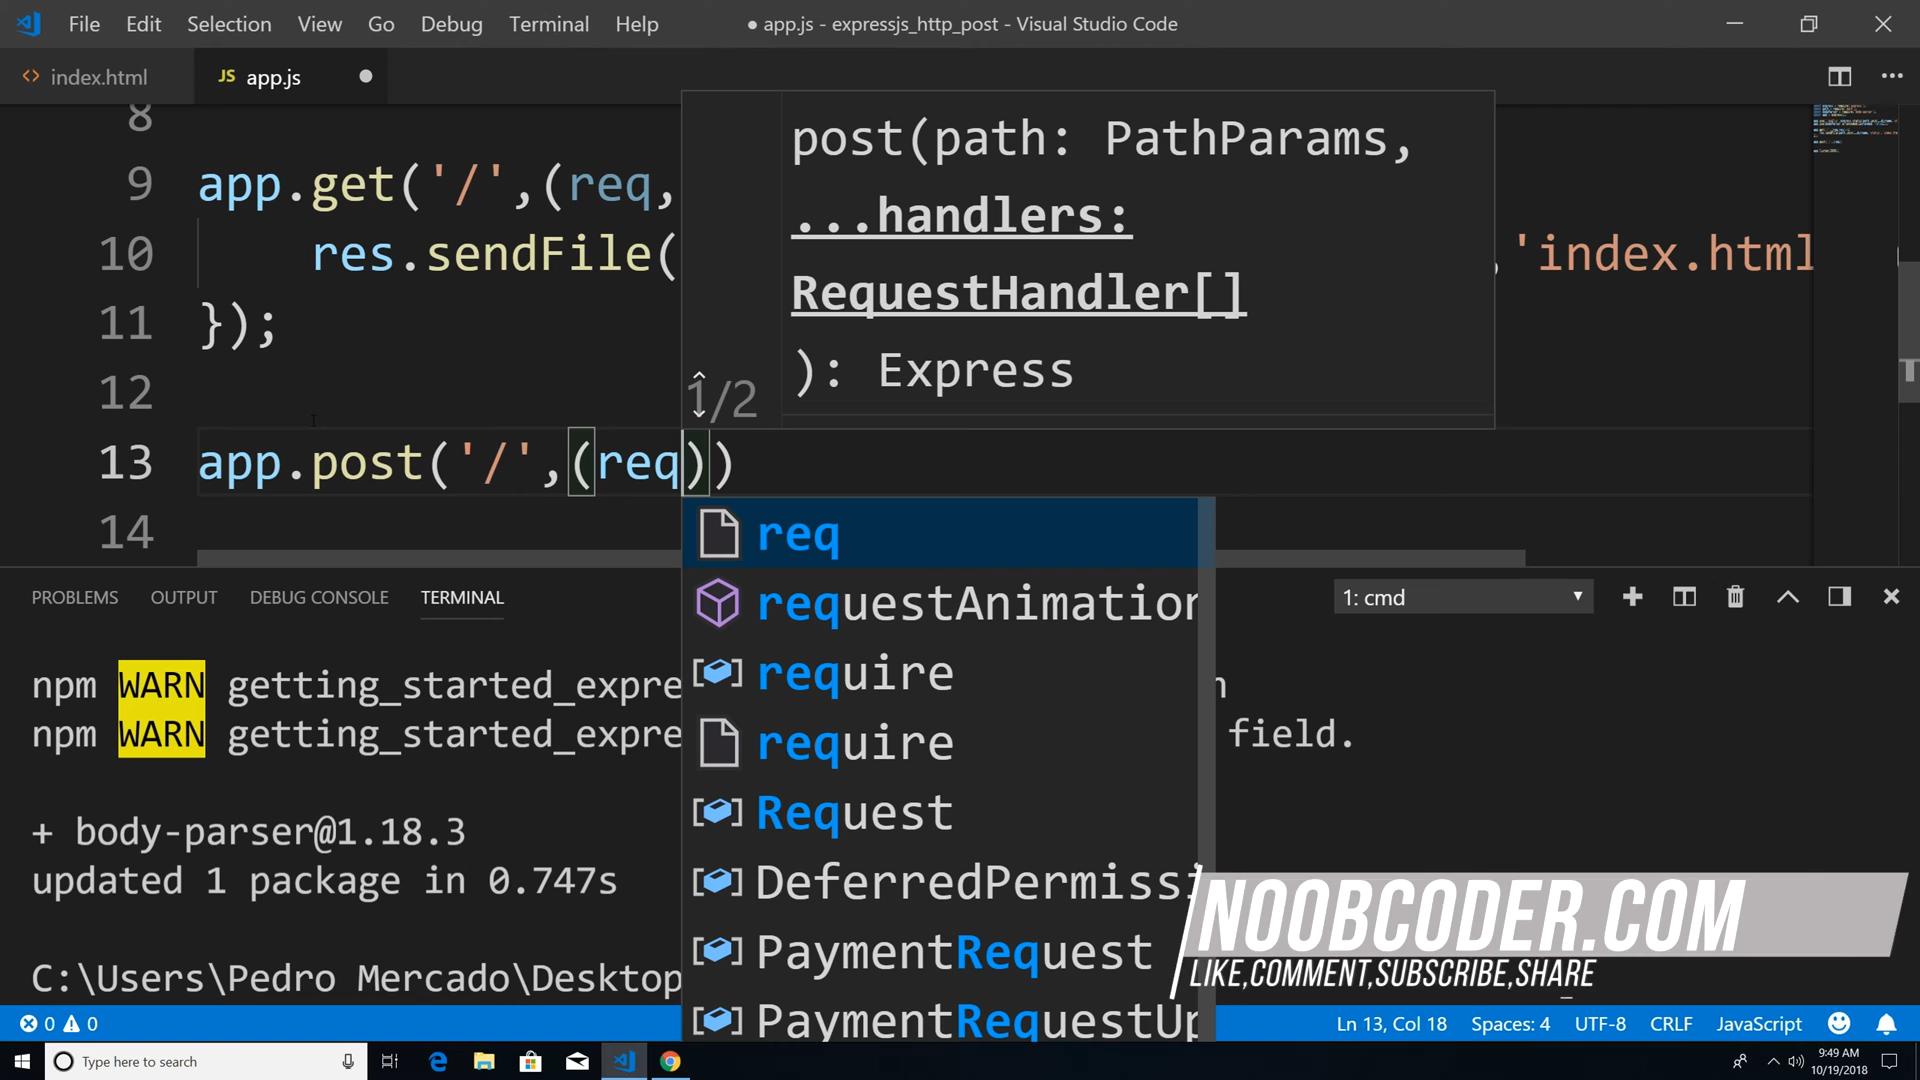 File Edit Selection View Go Debug Terminal Help
● app.js - expressjs_http_post - Visual Studio Code
index.html
JS app.js
8
9 app.get('/',(req,
10 res.sendFile( ,'index.html
11 });
12
13 app.post('/',(req))
14
post(path: PathParams,
...handlers:
RequestHandler[]
): Express
1/2
req
requestAnimation
require
require
Request
DeferredPermissi
PaymentRequest
PaymentRequestUp
PROBLEMS OUTPUT DEBUG CONSOLE TERMINAL
1: cmd
npm WARN getting_started_expre n
npm WARN getting_started_expre field.
+ body-parser@1.18.3
updated 1 package in 0.747s
C:\Users\Pedro Mercado\Desktop
NOOBCODER.COM
LIKE,COMMENT,SUBSCRIBE,SHARE
0 0
Ln 13, Col 18 Spaces: 4 UTF-8 CRLF JavaScript
Type here to search
9:49 AM
10/19/2018